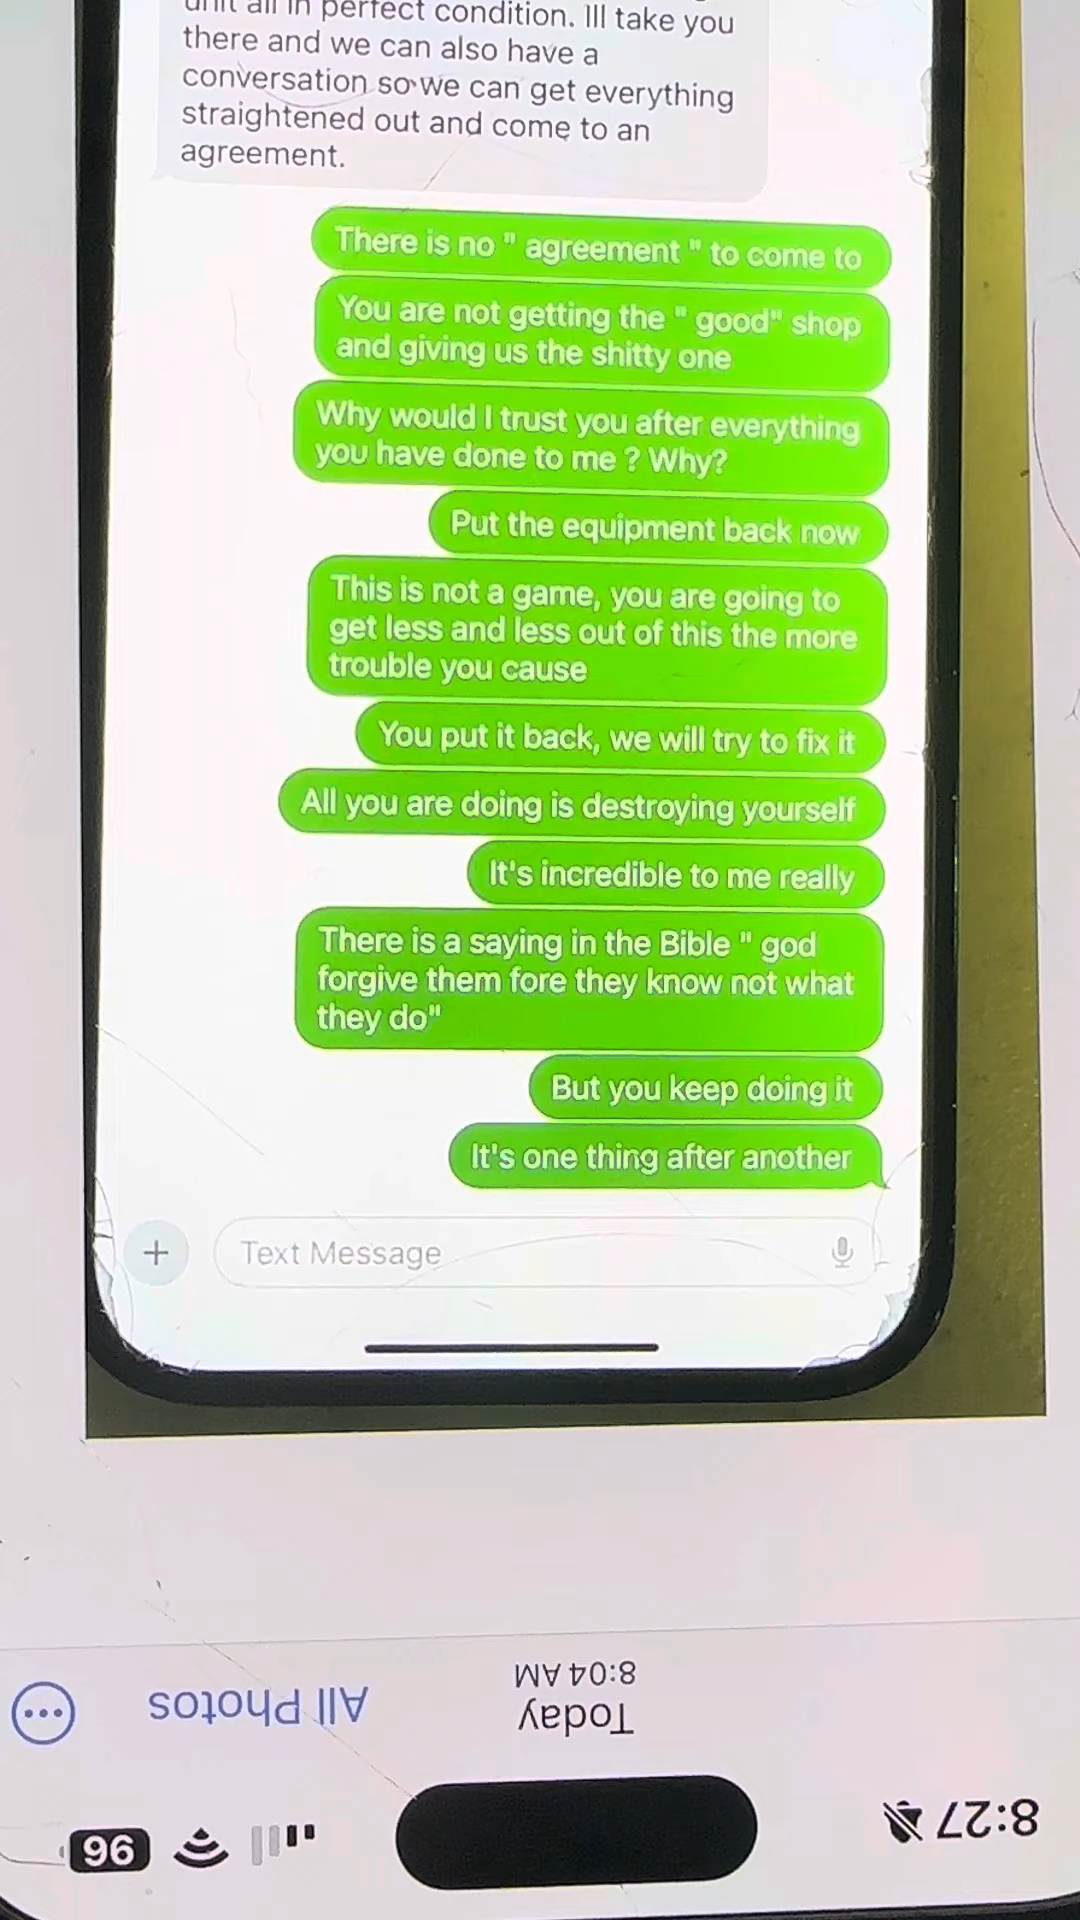 unit all in perfect condition. Ill take you
there and we can also have a
conversation so we can get everything
straightened out and come to an
agreement.
There is no " agreement " to come to
You are not getting the " good" shop
and giving us the shitty one
Why would I trust you after everything
you have done to me ? Why?
Put the equipment back now
This is not a game, you are going to
get less and less out of this the more
trouble you cause
You put it back, we will try to fix it
All you are doing is destroying yourself
It's incredible to me really
There is a saying in the Bible " god
forgive them fore they know not what
they do"
But you keep doing it
It's one thing after another
Text Message
8:27
96
Today
8:04 AM
All Photos